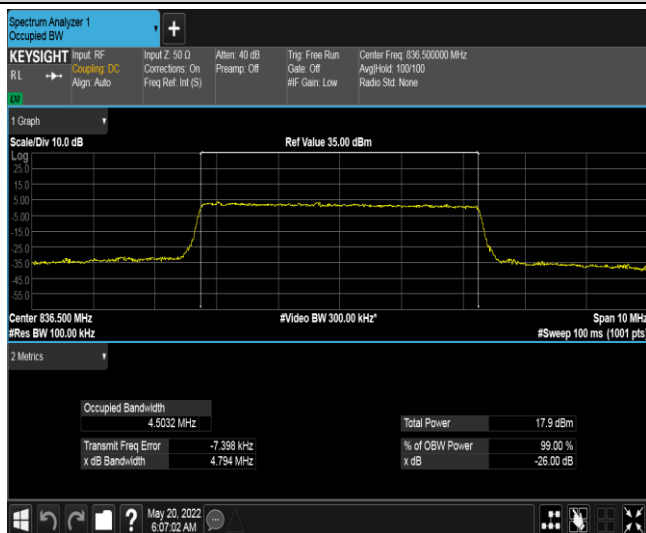 Spectrum Analyzer 1
Occupied BW
+
KEYSIGHT
RL
Input: RF
Coupling: DC
Align: Auto
Input Z: 50 Ω
Corrections: On
Freq Ref: Int (S)
Atten: 40 dB
Preamp: Off
Trig: Free Run
Gate: Off
#IF Gain: Low
Center Freq: 836.500000 MHz
Avg|Hold: 100/100
Radio Std: None
1 Graph
Scale/Div 10.0 dB
Ref Value 35.00 dBm
Log
25.0
15.0
5.00
-5.00
-15.0
-25.0
-35.0
-45.0
-55.0
Center 836.500 MHz
#Video BW 300.00 kHz*
Span 10 MHz
#Res BW 100.00 kHz
#Sweep 100 ms (1001 pts)
2 Metrics
Occupied Bandwidth
4.5032 MHz
Total Power 17.9 dBm
Transmit Freq Error -7.398 kHz
% of OBW Power 99.00 %
x dB Bandwidth 4.794 MHz
x dB -26.00 dB
?
May 20, 2022
6:07:02 AM